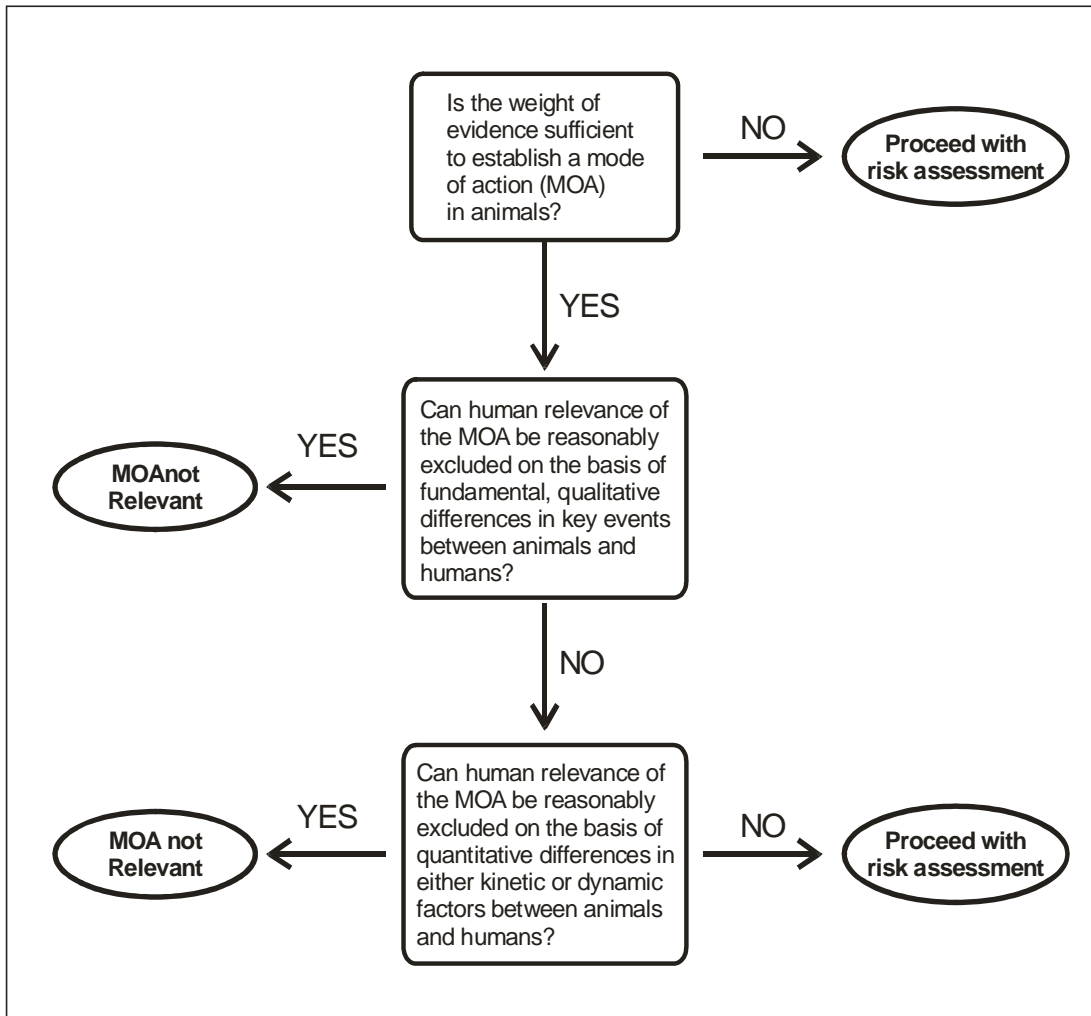 Is the weight of
evidence sufficient
to establish a mode
of action (MOA)
in animals?
NO
Proceed with
risk assessment
YES
Can human relevance of
the MOA be reasonably
excluded on the basis of
fundamental, qualitative
differences in key events
between animals and
humans?
YES
MOAnot
Relevant
NO
Can human relevance of
the MOA be reasonably
excluded on the basis of
quantitative differences in
either kinetic or dynamic
factors between animals
and humans?
YES
MOA not
Relevant
NO
Proceed with
risk assessment